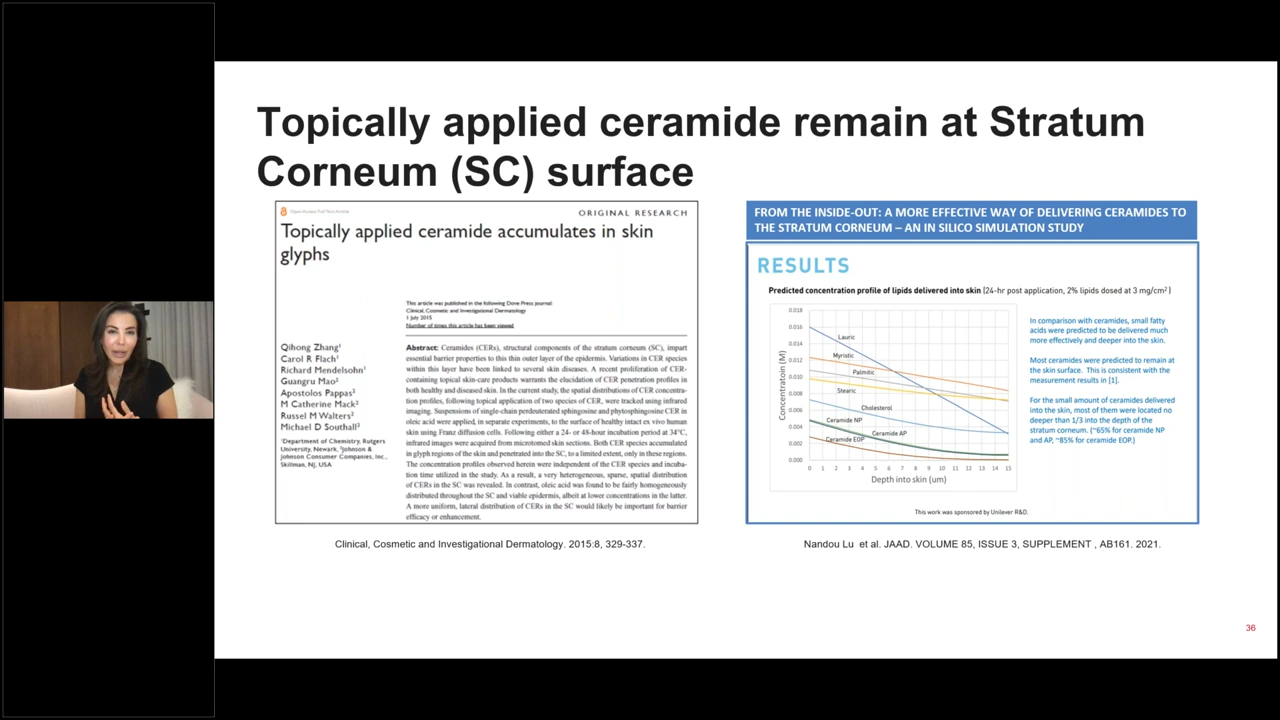 Topically applied ceramide remain at Stratum
Corneum (SC) surface
Open Access Full Text Article
ORIGINAL RESEARCH
Topically applied ceramide accumulates in skin
glyphs
This article was published in the following Dove Press journal:
Clinical, Cosmetic and Investigational Dermatology
1 July 2015
Number of times this article has been viewed
Qihong Zhang¹
Carol R Flach¹
Richard Mendelsohn¹
Guangru Mao²
Apostolos Pappas²
M Catherine Mack²
Russel M Walters²
Michael D Southall²
¹Department of Chemistry, Rutgers
University, Newark, ²Johnson &
Johnson Consumer Companies, Inc.,
Skillman, NJ, USA
Abstract: Ceramides (CERs), structural components of the stratum corneum (SC), impart
essential barrier properties to this thin outer layer of the epidermis. Variations in CER species
within this layer have been linked to several skin diseases. A recent proliferation of CER-
containing topical skin-care products warrants the elucidation of CER penetration profiles in
both healthy and diseased skin. In the current study, the spatial distributions of CER concentra-
tion profiles, following topical application of two species of CER, were tracked using infrared
imaging. Suspensions of single-chain perdeuterated sphingosine and phytosphingosine CER in
oleic acid were applied, in separate experiments, to the surface of healthy intact ex vivo human
skin using Franz diffusion cells. Following either a 24- or 48-hour incubation period at 34°C,
infrared images were acquired from microtomed skin sections. Both CER species accumulated
in glyph regions of the skin and penetrated into the SC, to a limited extent, only in these regions.
The concentration profiles observed herein were independent of the CER species and incuba-
tion time utilized in the study. As a result, a very heterogeneous, sparse, spatial distribution
of CERs in the SC was revealed. In contrast, oleic acid was found to be fairly homogeneously
distributed throughout the SC and viable epidermis, albeit at lower concentrations in the latter.
A more uniform, lateral distribution of CERs in the SC would likely be important for barrier
efficacy or enhancement.
Clinical, Cosmetic and Investigational Dermatology. 2015:8, 329-337.
FROM THE INSIDE-OUT: A MORE EFFECTIVE WAY OF DELIVERING CERAMIDES TO
THE STRATUM CORNEUM – AN IN SILICO SIMULATION STUDY
RESULTS
Predicted concentration profile of lipids delivered into skin (24-hr post application, 2% lipids dosed at 3 mg/cm²)
Concentratoin (M)
0.018
0.016
0.014
0.012
0.010
0.008
0.006
0.004
0.002
0.000
Lauric
Myristic
Palmitic
Stearic
Cholesterol
Ceramide NP
Ceramide AP
Ceramide EOP
0 1 2 3 4 5 6 7 8 9 10 11 12 13 14 15
Depth into skin (um)
In comparison with ceramides, small fatty
acids were predicted to be delivered much
more effectively and deeper into the skin.
Most ceramides were predicted to remain at
the skin surface. This is consistent with the
measurement results in [1].
For the small amount of ceramides delivered
into the skin, most of them were located no
deeper than 1/3 into the depth of the
stratum corneum. (~65% for ceramide NP
and AP, ~85% for ceramide EOP.)
This work was sponsored by Unilever R&D.
Nandou Lu et al. JAAD. VOLUME 85, ISSUE 3, SUPPLEMENT , AB161. 2021.
36